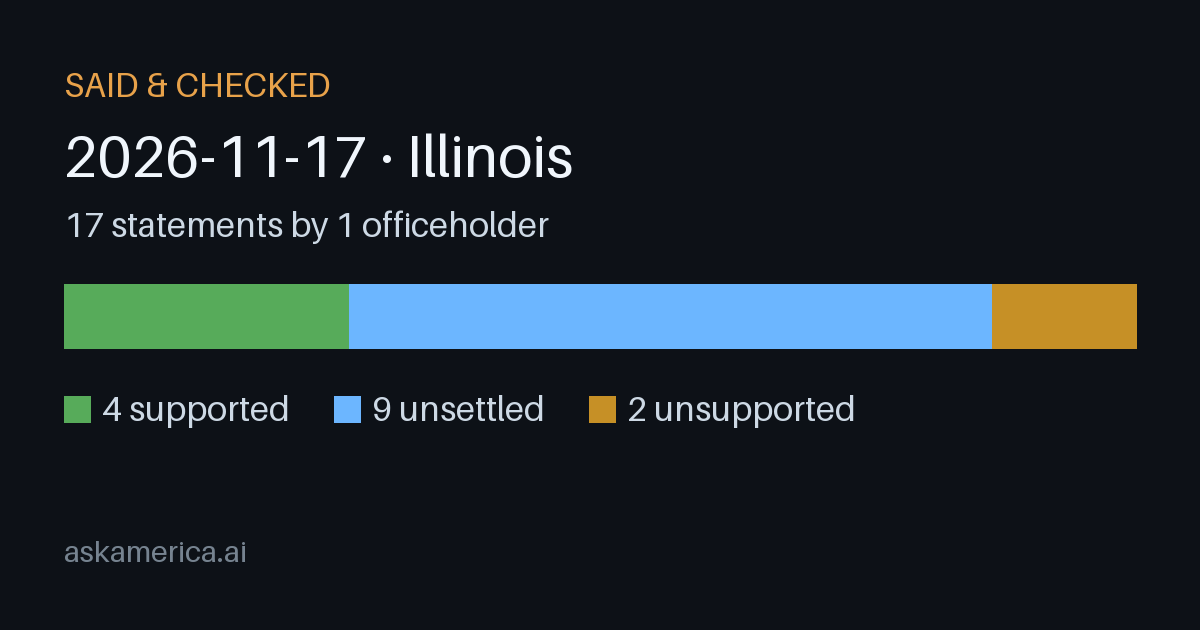 SAID & CHECKED
2026-11-17 · Illinois
17 statements by 1 officeholder
4 supported 9 unsettled 2 unsupported
askamerica.ai